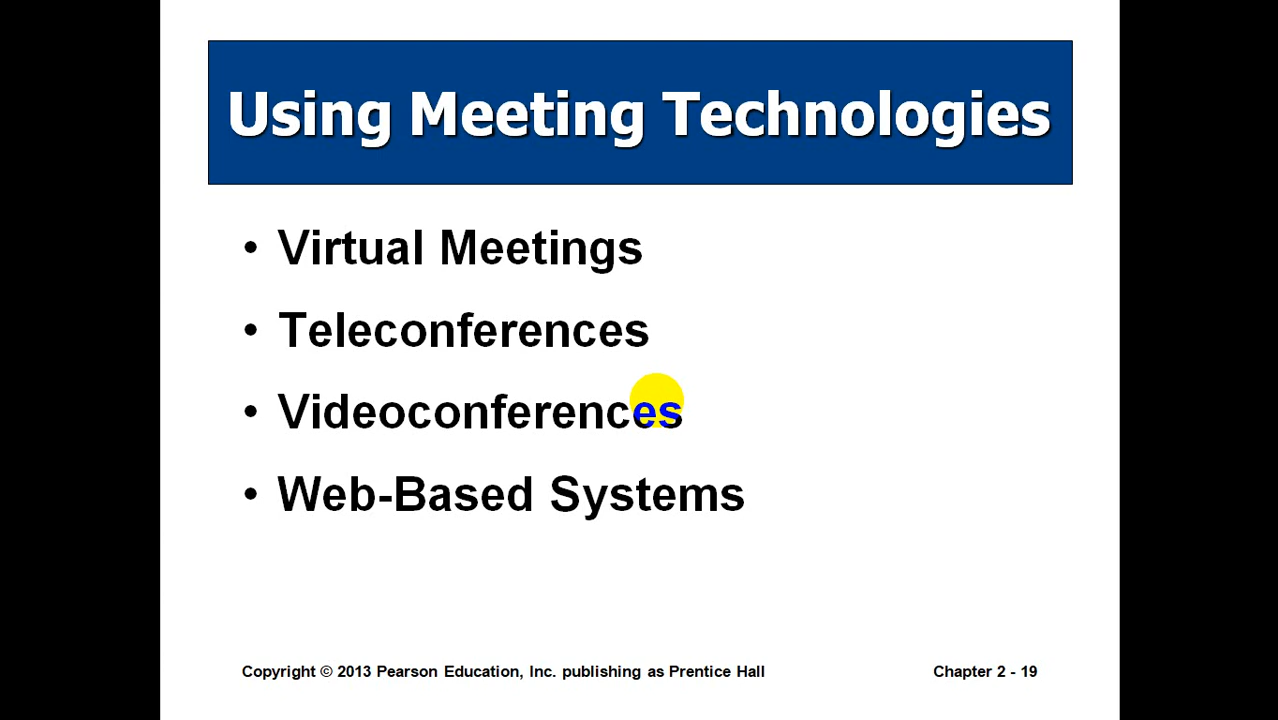 Using Meeting Technologies
• Virtual Meetings
• Teleconferences
• Videoconferences
• Web-Based Systems
Copyright © 2013 Pearson Education, Inc. publishing as Prentice Hall
Chapter 2 - 19